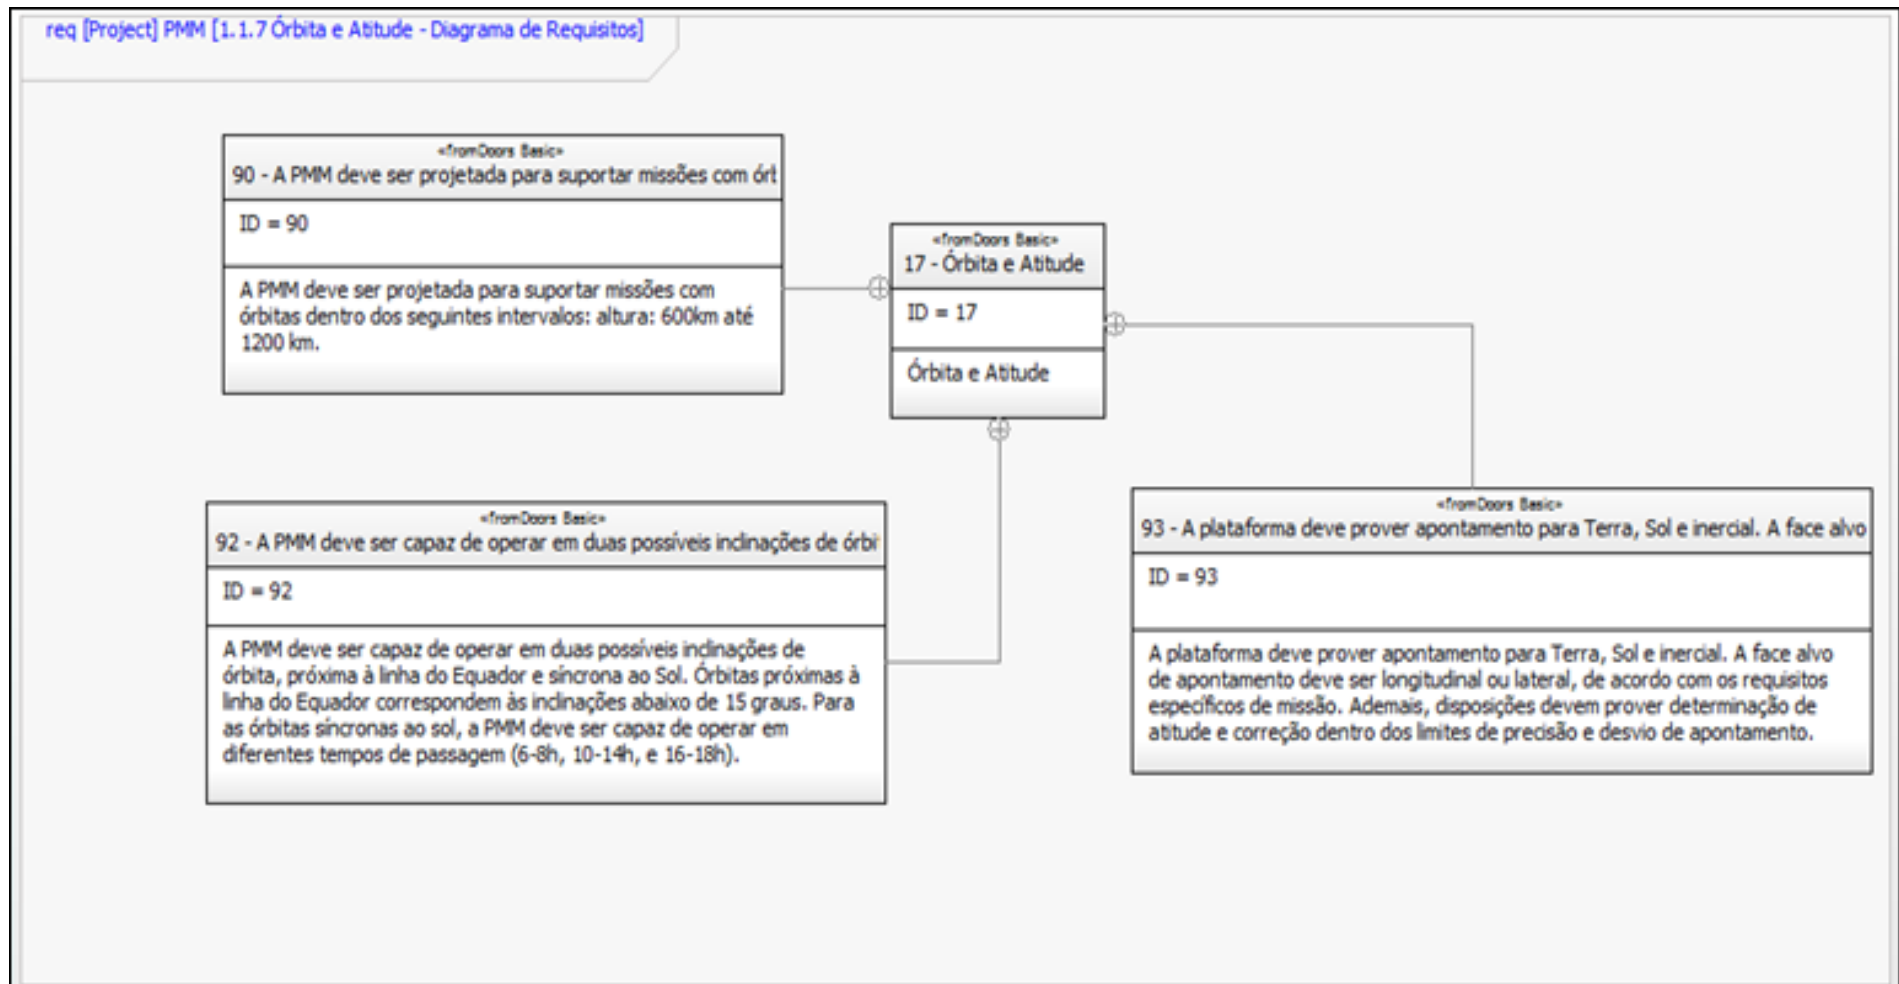 req [Project] PMM [1.1.7 Órbita e Atitude - Diagrama de Requisitos]
«fromDoors Basic»
90 - A PMM deve ser projetada para suportar missões com órt
ID = 90
A PMM deve ser projetada para suportar missões com
órbitas dentro dos seguintes intervalos: altura: 600km até
1200 km.
«fromDoors Basic»
17 - Órbita e Atitude
ID = 17
Órbita e Atitude
«fromDoors Basic»
92 - A PMM deve ser capaz de operar em duas possíveis inclinações de órbi
ID = 92
A PMM deve ser capaz de operar em duas possíveis inclinações de
órbita, próxima à linha do Equador e síncrona ao Sol. Órbitas próximas à
linha do Equador correspondem às inclinações abaixo de 15 graus. Para
as órbitas síncronas ao sol, a PMM deve ser capaz de operar em
diferentes tempos de passagem (6-8h, 10-14h, e 16-18h).
«fromDoors Basic»
93 - A plataforma deve prover apontamento para Terra, Sol e inercial. A face alvo
ID = 93
A plataforma deve prover apontamento para Terra, Sol e inercial. A face alvo
de apontamento deve ser longitudinal ou lateral, de acordo com os requisitos
específicos de missão. Ademais, disposições devem prover determinação de
atitude e correção dentro dos limites de precisão e desvio de apontamento.